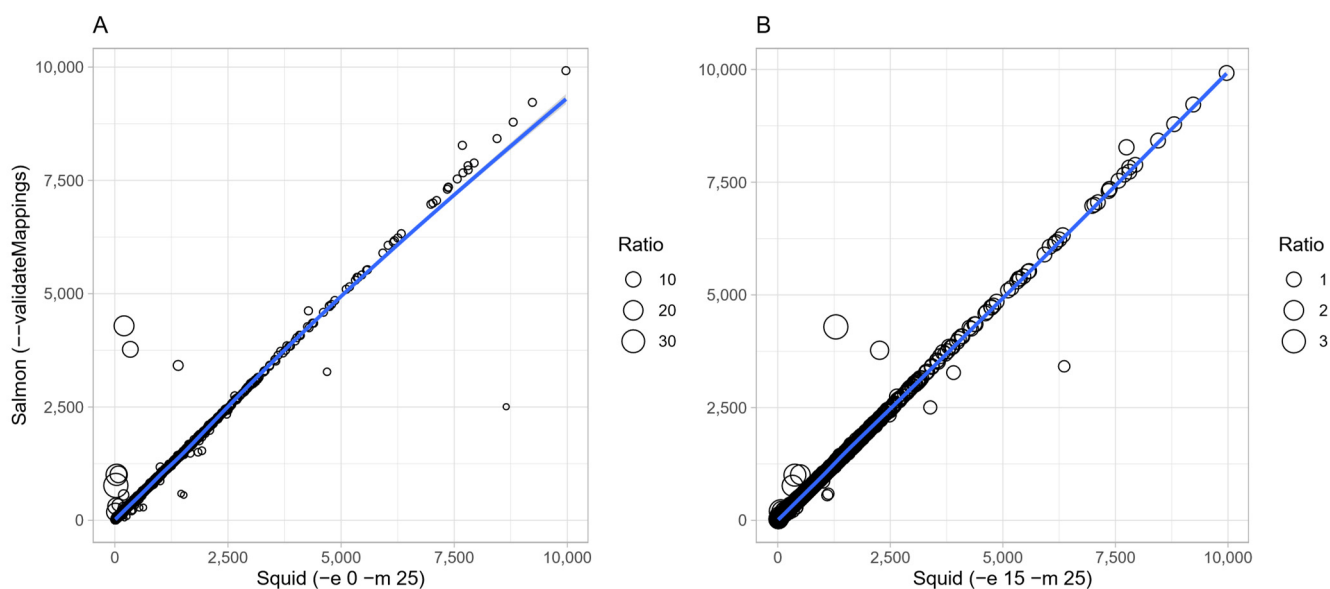 A
10,000
7,500
5,000
2,500
0
Salmon (−−validateMappings)
0 2,500 5,000 7,500 10,000
Squid (−e 0 −m 25)
Ratio
10
20
30
B
10,000
7,500
5,000
2,500
0
0 2,500 5,000 7,500 10,000
Squid (−e 15 −m 25)
Ratio
1
2
3